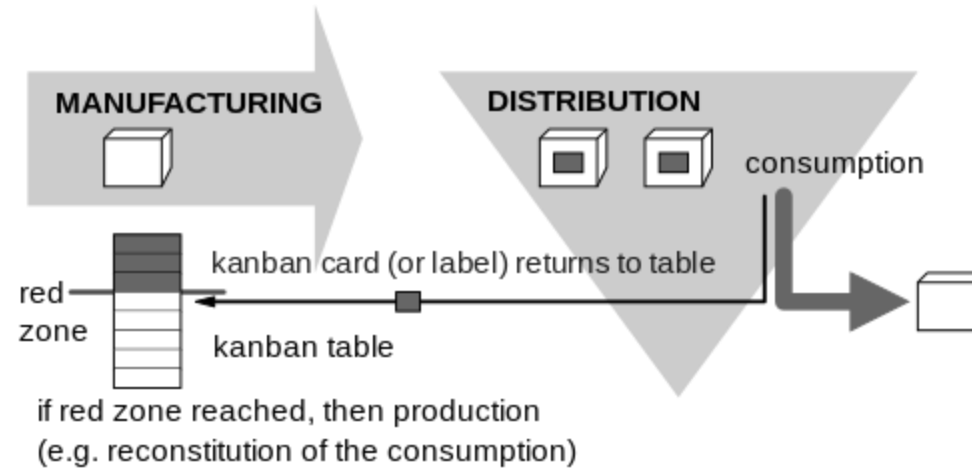 MANUFACTURING
DISTRIBUTION
consumption
kanban card (or label) returns to table
red
zone
kanban table
if red zone reached, then production
(e.g. reconstitution of the consumption)